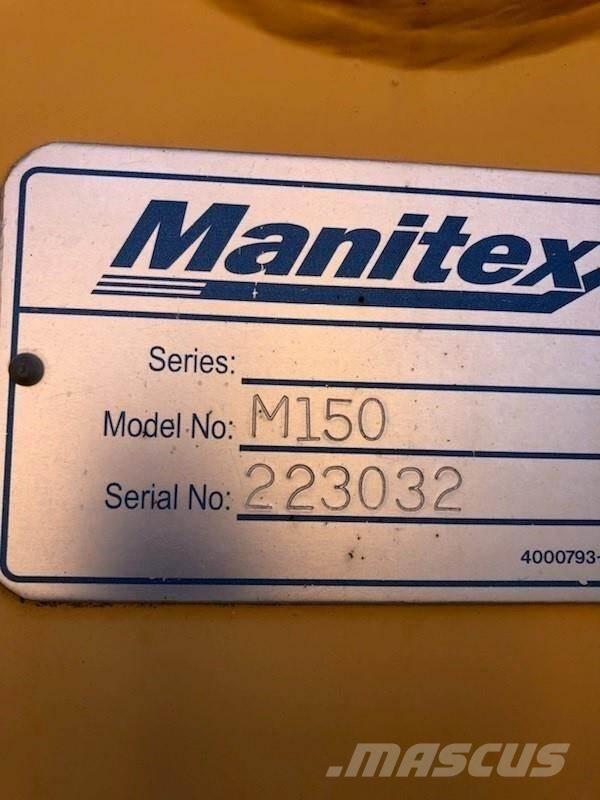 Manitex
Series:
Model No: M150
Serial No: 223032
4000793-
MASCUS